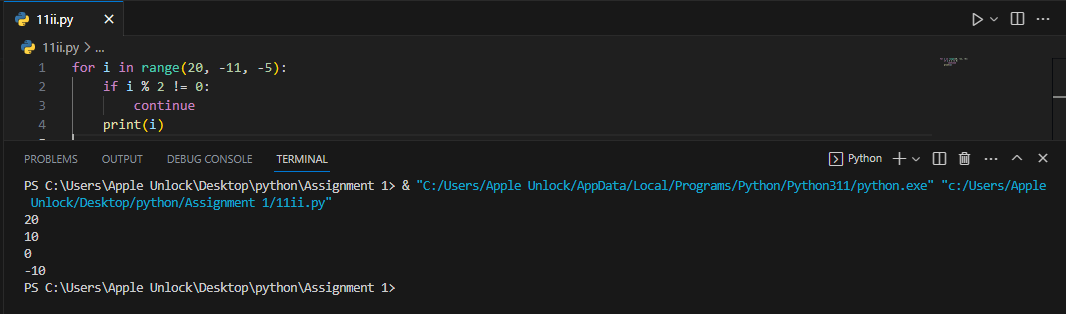 11ii.py
11ii.py > ...
1 for i in range(20, -11, -5):
2     if i % 2 != 0:
3         continue
4     print(i)
5
PROBLEMS OUTPUT DEBUG CONSOLE TERMINAL Python
PS C:\Users\Apple Unlock\Desktop\python\Assignment 1> & "C:/Users/Apple Unlock/AppData/Local/Programs/Python/Python311/python.exe" "c:/Users/Apple
 Unlock/Desktop/python/Assignment 1/11ii.py"
20
10
0
-10
PS C:\Users\Apple Unlock\Desktop\python\Assignment 1>